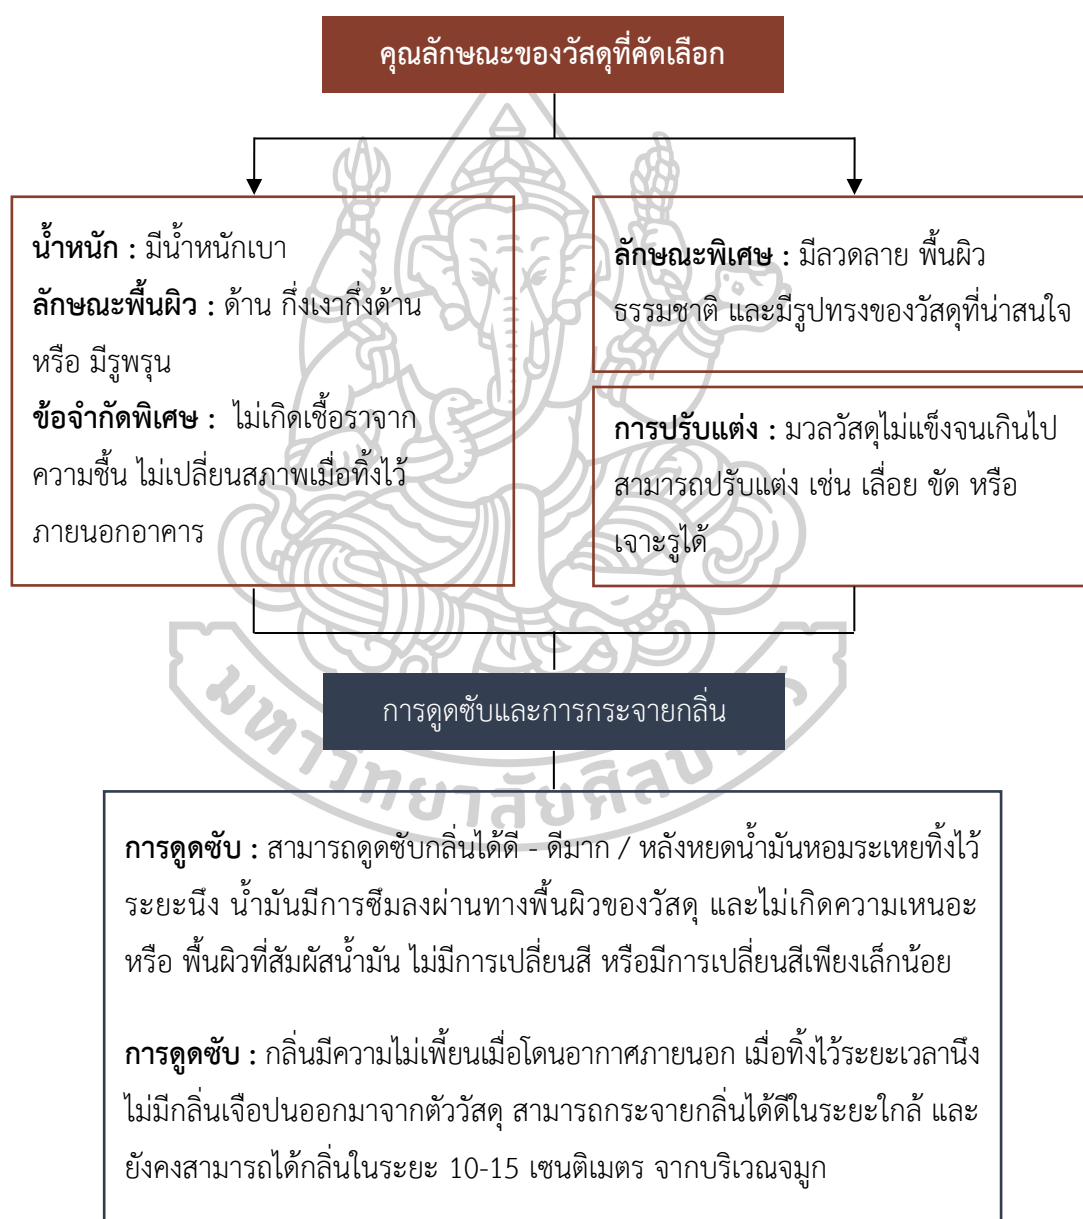 คุณลักษณะของวัสดุที่คัดเลือก
น้ำหนัก : มีน้ำหนักเบา
ลักษณะพื้นผิว : ด้าน กึ่งเงากึ่งด้าน
หรือ มีรูพรุน
ข้อจำกัดพิเศษ : ไม่เกิดเชื้อราจาก
ความชื้น ไม่เปลี่ยนสภาพเมื่อทิ้งไว้
ภายนอกอาคาร
ลักษณะพิเศษ : มีลวดลาย พื้นผิว
ธรรมชาติ และมีรูปทรงของวัสดุที่น่าสนใจ
การปรับแต่ง : มวลวัสดุไม่แข็งจนเกินไป
สามารถปรับแต่ง เช่น เลื่อย ขัด หรือ
เจาะรูได้
การดูดซับและการกระจายกลิ่น
มหาวิทยาลัยศิลปากร
การดูดซับ : สามารถดูดซับกลิ่นได้ดี - ดีมาก / หลังหยดน้ำมันหอมระเหยทิ้งไว้
ระยะนึง น้ำมันมีการซึมลงผ่านทางพื้นผิวของวัสดุ และไม่เกิดความเหนอะ
หรือ พื้นผิวที่สัมผัสน้ำมัน ไม่มีการเปลี่ยนสี หรือมีการเปลี่ยนสีเพียงเล็กน้อย
การดูดซับ : กลิ่นมีความไม่เพี้ยนเมื่อโดนอากาศภายนอก เมื่อทิ้งไว้ระยะเวลานึง
ไม่มีกลิ่นเจือปนออกมาจากตัววัสดุ สามารถกระจายกลิ่นได้ดีในระยะใกล้ และ
ยังคงสามารถได้กลิ่นในระยะ 10-15 เซนติเมตร จากบริเวณจมูก